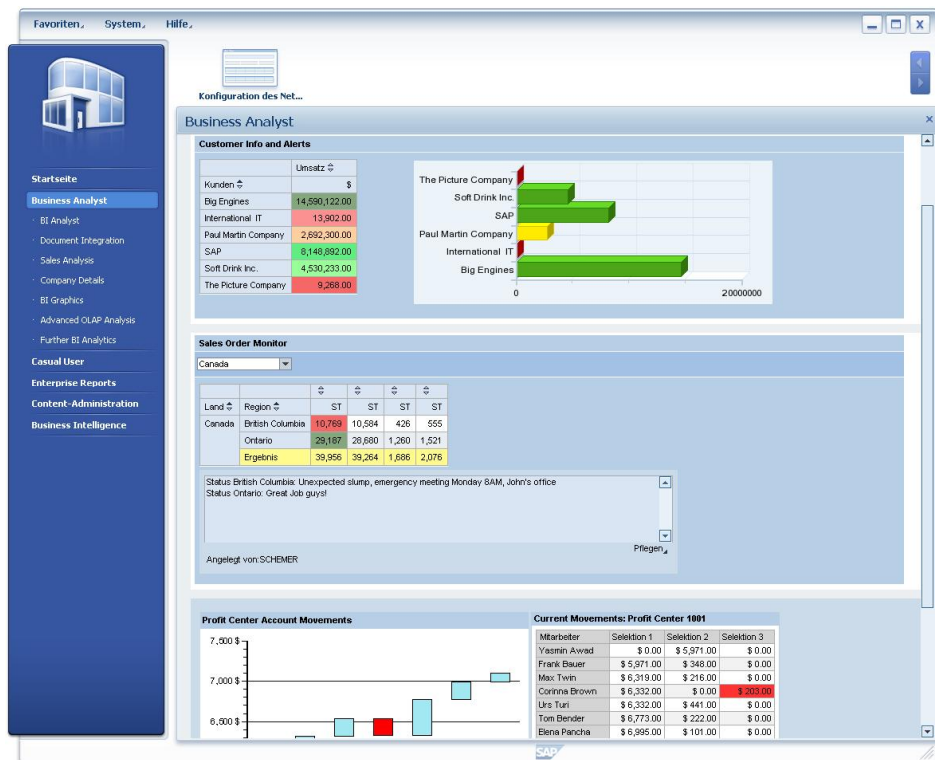 Favoriten System Hilfe
Konfiguration des Net...
Startseite
Business Analyst
BI Analyst
Document Integration
Sales Analysis
Company Details
BI Graphics
Advanced OLAP Analysis
Further BI Analytics
Casual User
Enterprise Reports
Content-Administration
Business Intelligence
Business Analyst
Customer Info and Alerts
Umsatz
Kunden $
Big Engines 14,590,122.00
International IT 13,902.00
Paul Martin Company 2,692,300.00
SAP 8,148,892.00
Soft Drink Inc. 4,530,233.00
The Picture Company 9,268.00
The Picture Company
Soft Drink Inc.
SAP
Paul Martin Company
International IT
Big Engines
0 20000000
Sales Order Monitor
Canada
Land Region ST ST ST ST
Canada British Columbia 10,769 10,584 426 555
Ontario 29,187 28,680 1,260 1,521
Ergebnis 39,956 39,264 1,686 2,076
Status British Columbia: Unexpected slump, emergency meeting Monday 8AM, John's office
Status Ontario: Great Job guys!
Pflegen
Angelegt von:SCHEMER
Profit Center Account Movements
7,500 $
7,000 $
6,500 $
Current Movements: Profit Center 1001
Mitarbeiter Selektion 1 Selektion 2 Selektion 3
Yasmin Awad $ 0.00 $ 5,971.00 $ 0.00
Frank Bauer $ 5,971.00 $ 348.00 $ 0.00
Max Twin $ 6,319.00 $ 216.00 $ 0.00
Corinna Brown $ 6,332.00 $ 0.00 $ 203.00
Urs Turi $ 6,332.00 $ 441.00 $ 0.00
Tom Bender $ 6,773.00 $ 222.00 $ 0.00
Elena Pancha $ 6,995.00 $ 101.00 $ 0.00
SAP